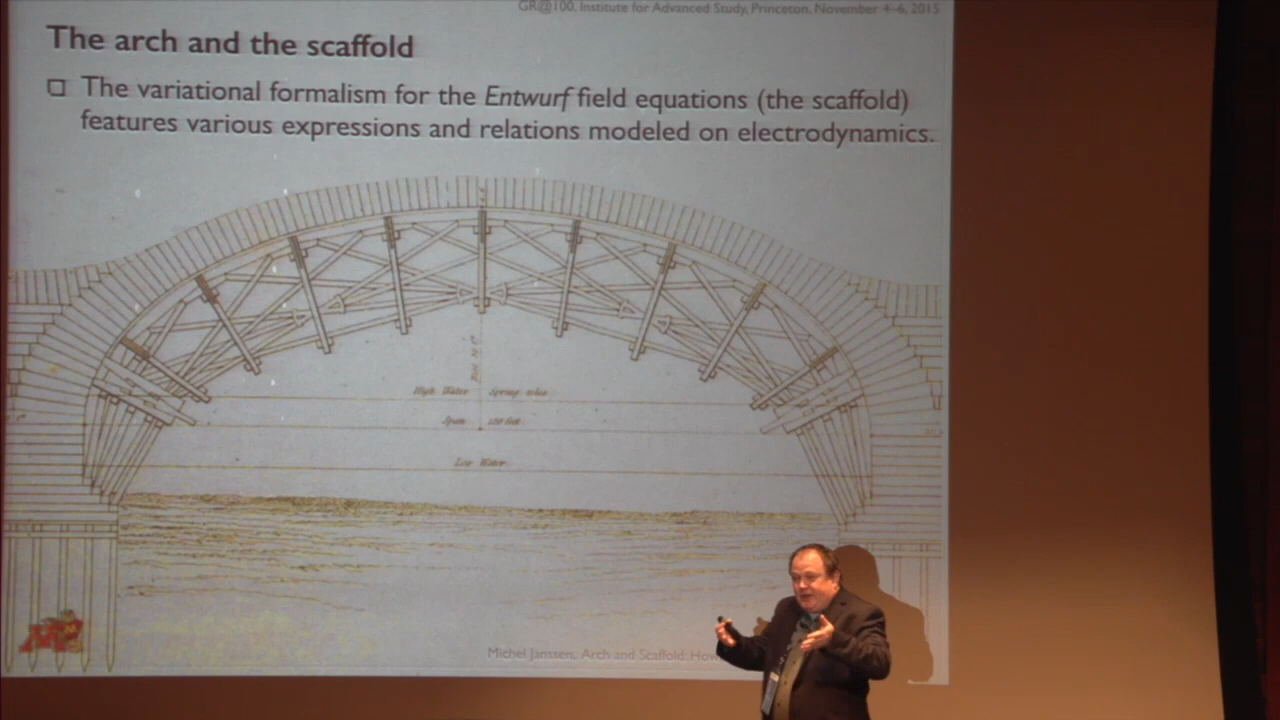 GR@100, Institute for Advanced Study, Princeton, November 4-6, 2015
The arch and the scaffold
The variational formalism for the Entwurf field equations (the scaffold)
features various expressions and relations modeled on electrodynamics.
High Water Spring
Span
Low Water
Michel Janssen, Arch and Scaffold: How